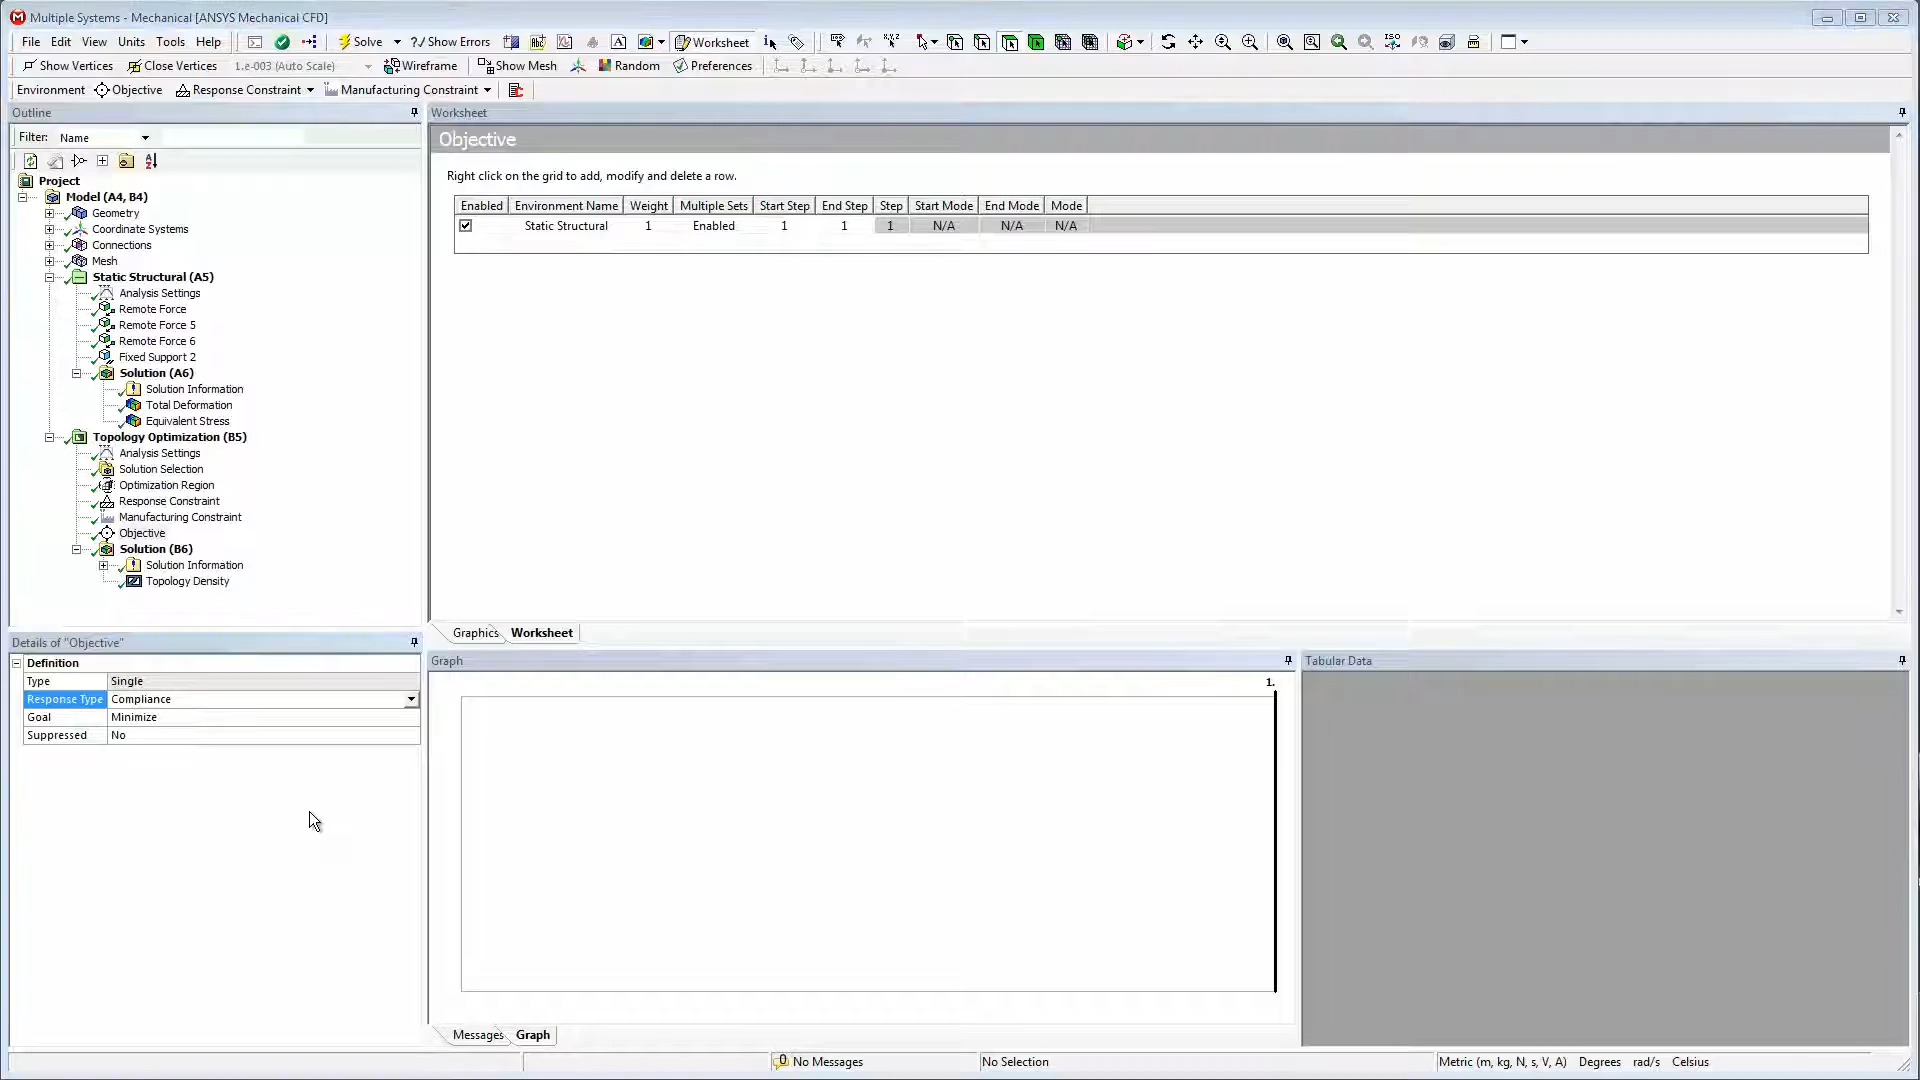 Multiple Systems - Mechanical [ANSYS Mechanical CFD]
File Edit View Units Tools Help Solve ?/ Show Errors Worksheet
Show Vertices Close Vertices 1.e-003 (Auto Scale) Wireframe Show Mesh Random Preferences
Environment Objective Response Constraint Manufacturing Constraint
Outline
Filter: Name
Project
Model (A4, B4)
Geometry
Coordinate Systems
Connections
Mesh
Static Structural (A5)
Analysis Settings
Remote Force
Remote Force 5
Remote Force 6
Fixed Support 2
Solution (A6)
Solution Information
Total Deformation
Equivalent Stress
Topology Optimization (B5)
Analysis Settings
Solution Selection
Optimization Region
Response Constraint
Manufacturing Constraint
Objective
Solution (B6)
Solution Information
Topology Density
Worksheet
Objective
Right click on the grid to add, modify and delete a row.
Enabled Environment Name Weight Multiple Sets Start Step End Step Step Start Mode End Mode Mode
Static Structural 1 Enabled 1 1 1 N/A N/A N/A
Graphics Worksheet
Details of "Objective"
Definition
Type Single
Response Type Compliance
Goal Minimize
Suppressed No
Graph
1.
Messages Graph
Tabular Data
0 No Messages No Selection Metric (m, kg, N, s, V, A) Degrees rad/s Celsius